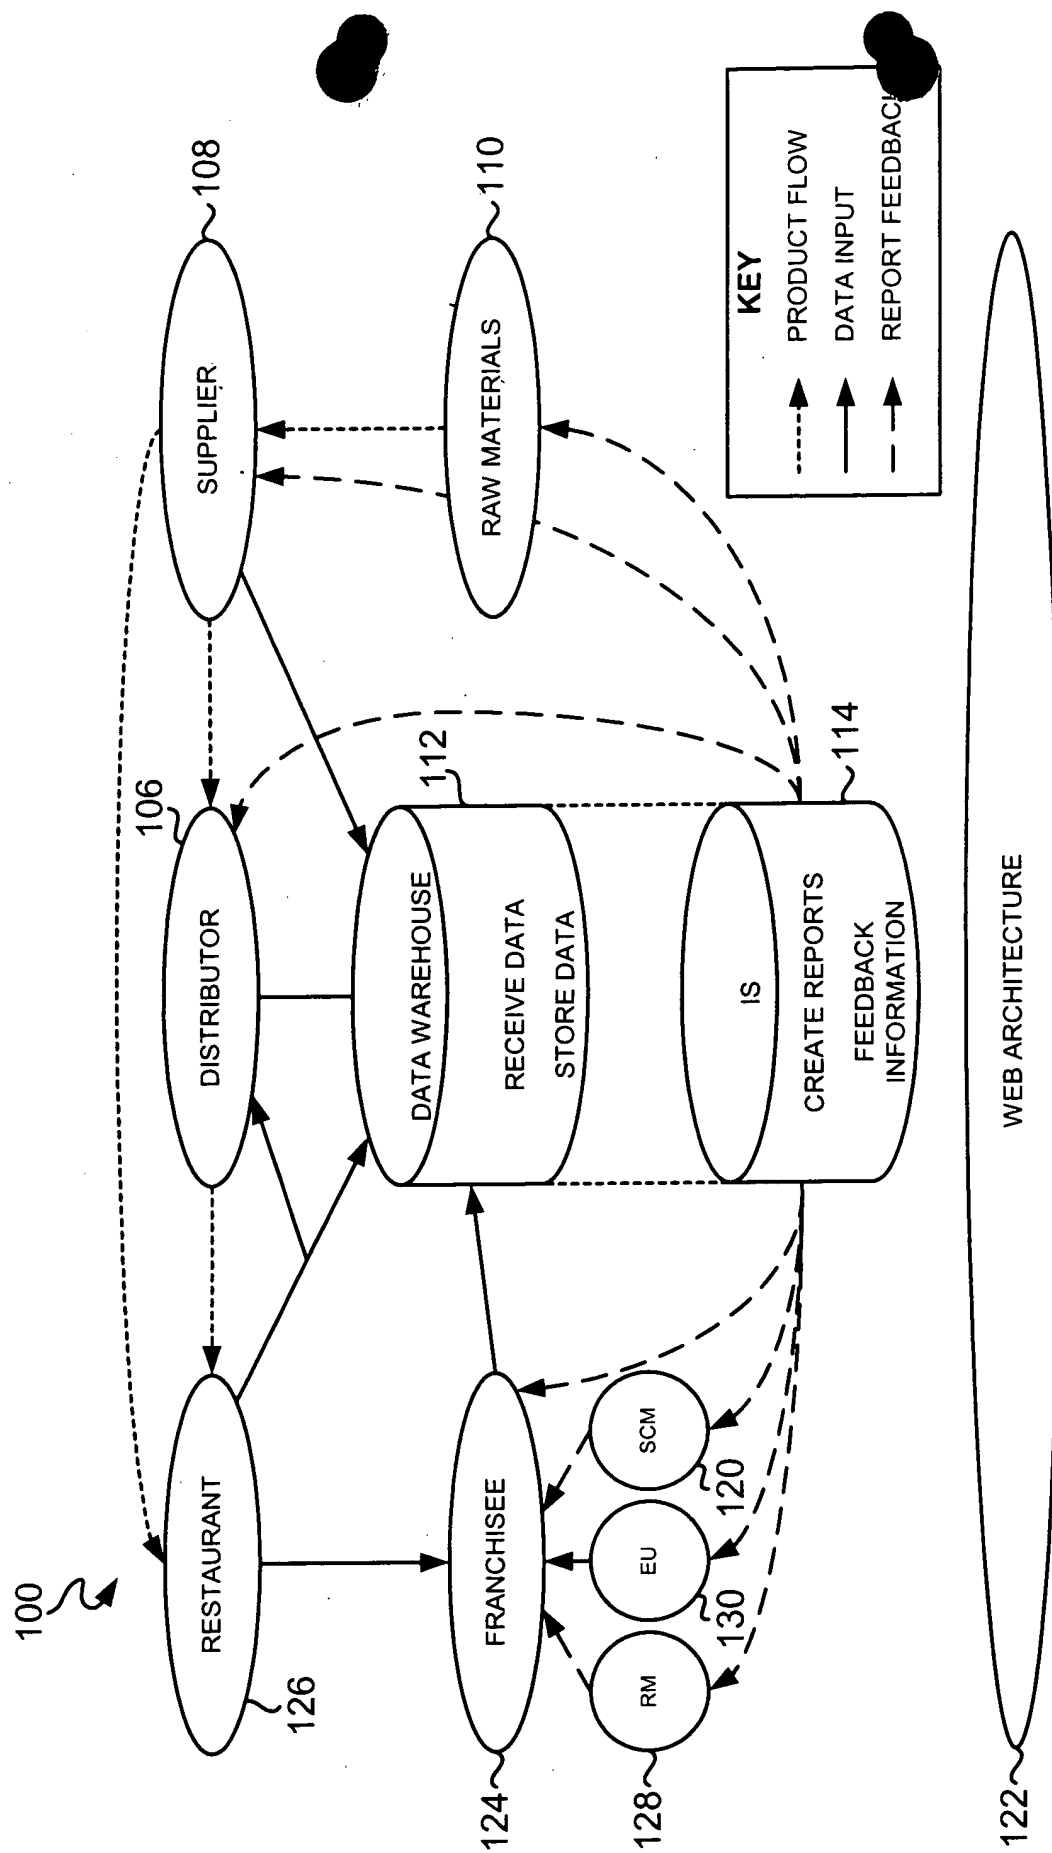 100
RESTAURANT
126
DISTRIBUTOR
106
SUPPLIER
108
FRANCHISEE
124
DATA WAREHOUSE
RECEIVE DATA
STORE DATA
112
RAW MATERIALS
110
RM
128
EU
130
SCM
120
IS
CREATE REPORTS
FEEDBACK
INFORMATION
114
KEY
PRODUCT FLOW
DATA INPUT
REPORT FEEDBACK
WEB ARCHITECTURE
122